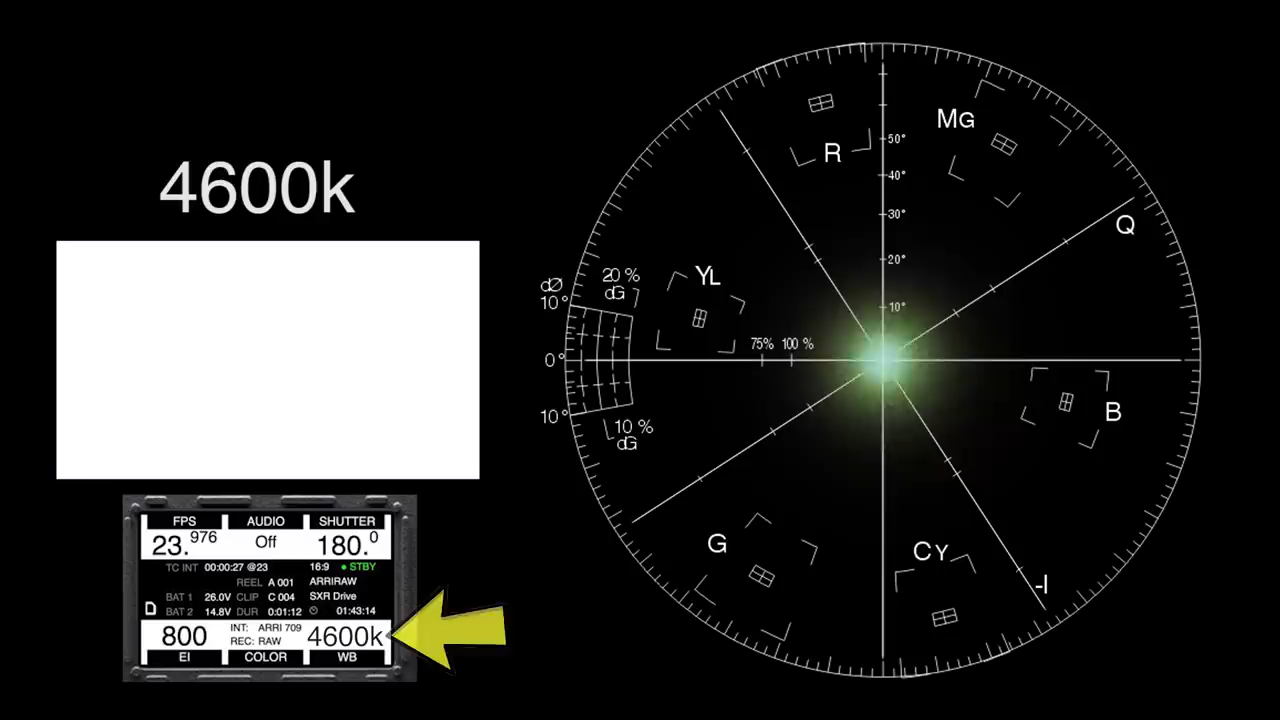 4600k
FPS AUDIO SHUTTER
23.976 Off 180.0
TC INT 00:00:27 @23 16:9 STBY
REEL A 001 ARRIRAW
BAT 1 26.0V CLIP C 004 SXR Drive
D BAT 2 14.8V DUR 0:01:12 01:43:14
800 INT: ARRI 709 4600k
REC: RAW
EI COLOR WB
R
MG
50°
40°
30°
20°
10°
Q
YL
20 %
dG
dØ
10°
75% 100 %
0°
10°
10 %
dG
B
G
CY
-I